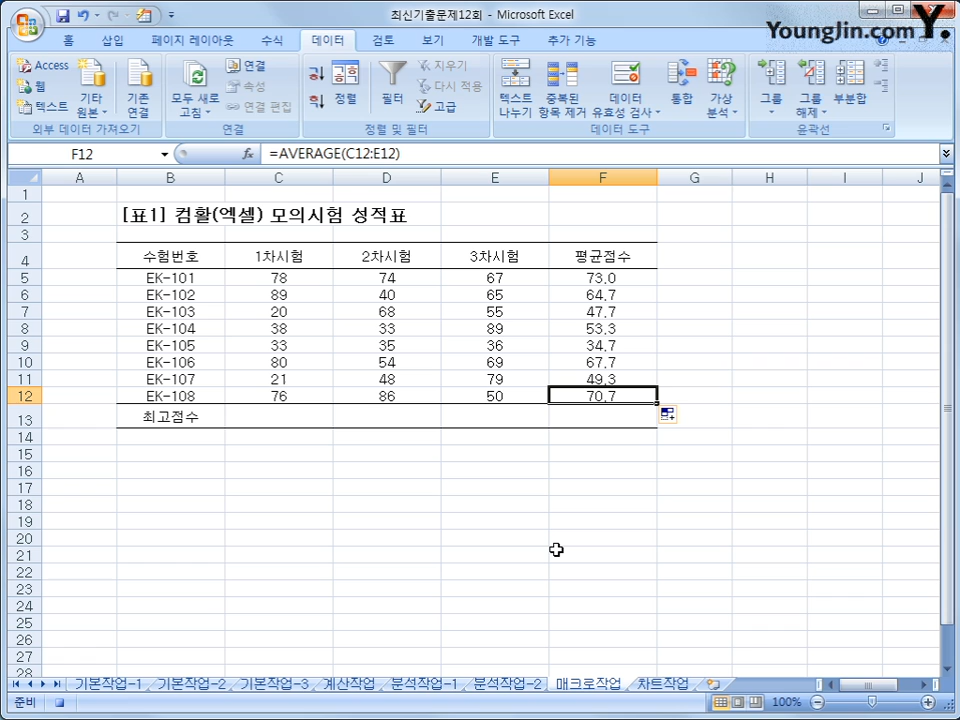 최신기출문제12회 - Microsoft Excel
YoungJin.com Y.
홈 삽입 페이지 레이아웃 수식 데이터 검토 보기 개발 도구 추가 기능
Access
웹
텍스트
기타 원본
기존 연결
외부 데이터 가져오기
모두 새로 고침
연결
속성
연결 편집
연결
정렬
필터
지우기
다시 적용
고급
정렬 및 필터
텍스트 나누기
중복된 항목 제거
데이터 유효성 검사
통합
가상 분석
데이터 도구
그룹
그룹 해제
부분합
윤곽선
F12 fx =AVERAGE(C12:E12)
A B C D E F G H I J
1
2 [표1] 컴활(엑셀) 모의시험 성적표
3
4 수험번호 1차시험 2차시험 3차시험 평균점수
5 EK-101 78 74 67 73.0
6 EK-102 89 40 65 64.7
7 EK-103 20 68 55 47.7
8 EK-104 38 33 89 53.3
9 EK-105 33 35 36 34.7
10 EK-106 80 54 69 67.7
11 EK-107 21 48 79 49.3
12 EK-108 76 86 50 70.7
13 최고점수
14
15
16
17
18
19
20
21
22
23
24
25
26
27
28
기본작업-1 기본작업-2 기본작업-3 계산작업 분석작업-1 분석작업-2 매크로작업 차트작업
준비 100%